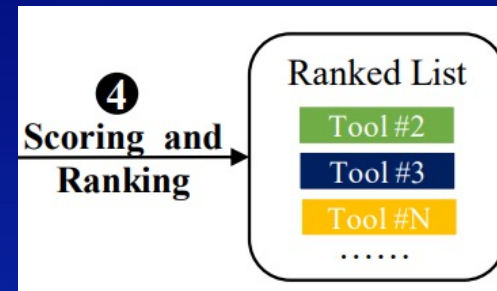 4
Scoring and
Ranking
Ranked List
Tool #2
Tool #3
Tool #N
......